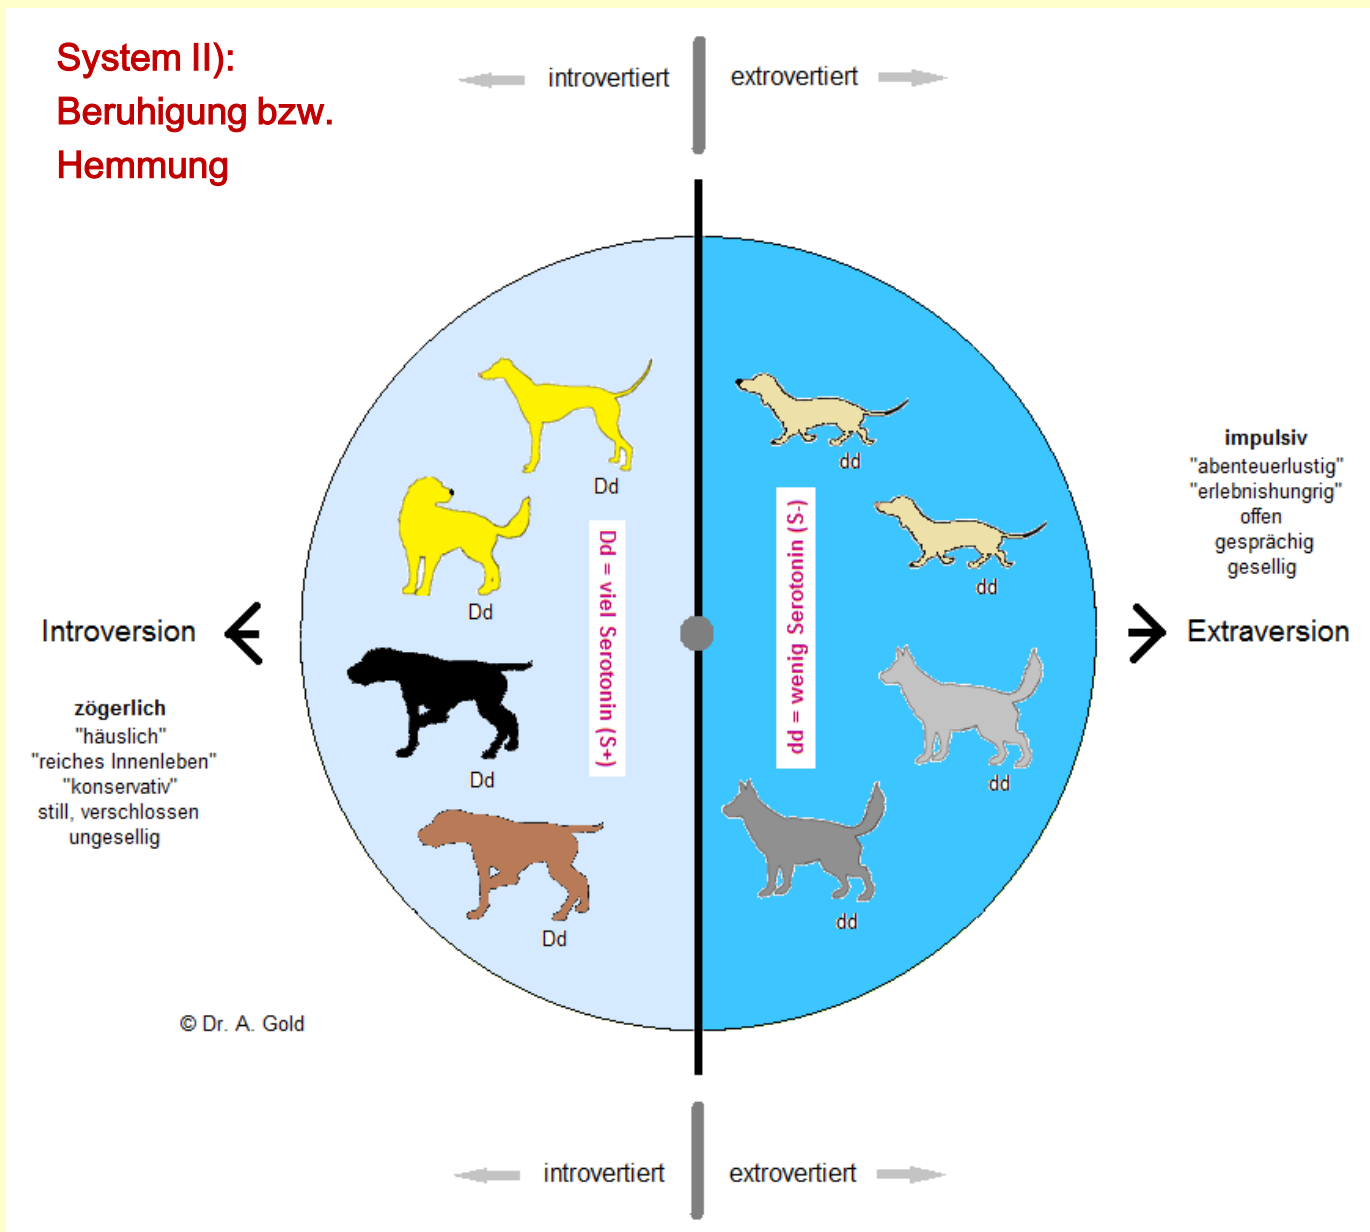 System II):
Beruhigung bzw.
Hemmung
introvertiert
extrovertiert
Dd
Dd
Dd
Dd
Dd = viel Serotonin (S+)
dd = wenig Serotonin (S-)
dd
dd
dd
dd
Introversion
zögerlich
"häuslich"
"reiches Innenleben"
"konservativ"
still, verschlossen
ungesellig
impulsiv
"abenteuerlustig"
"erlebnishungrig"
offen
gesprächig
gesellig
Extraversion
© Dr. A. Gold
introvertiert
extrovertiert